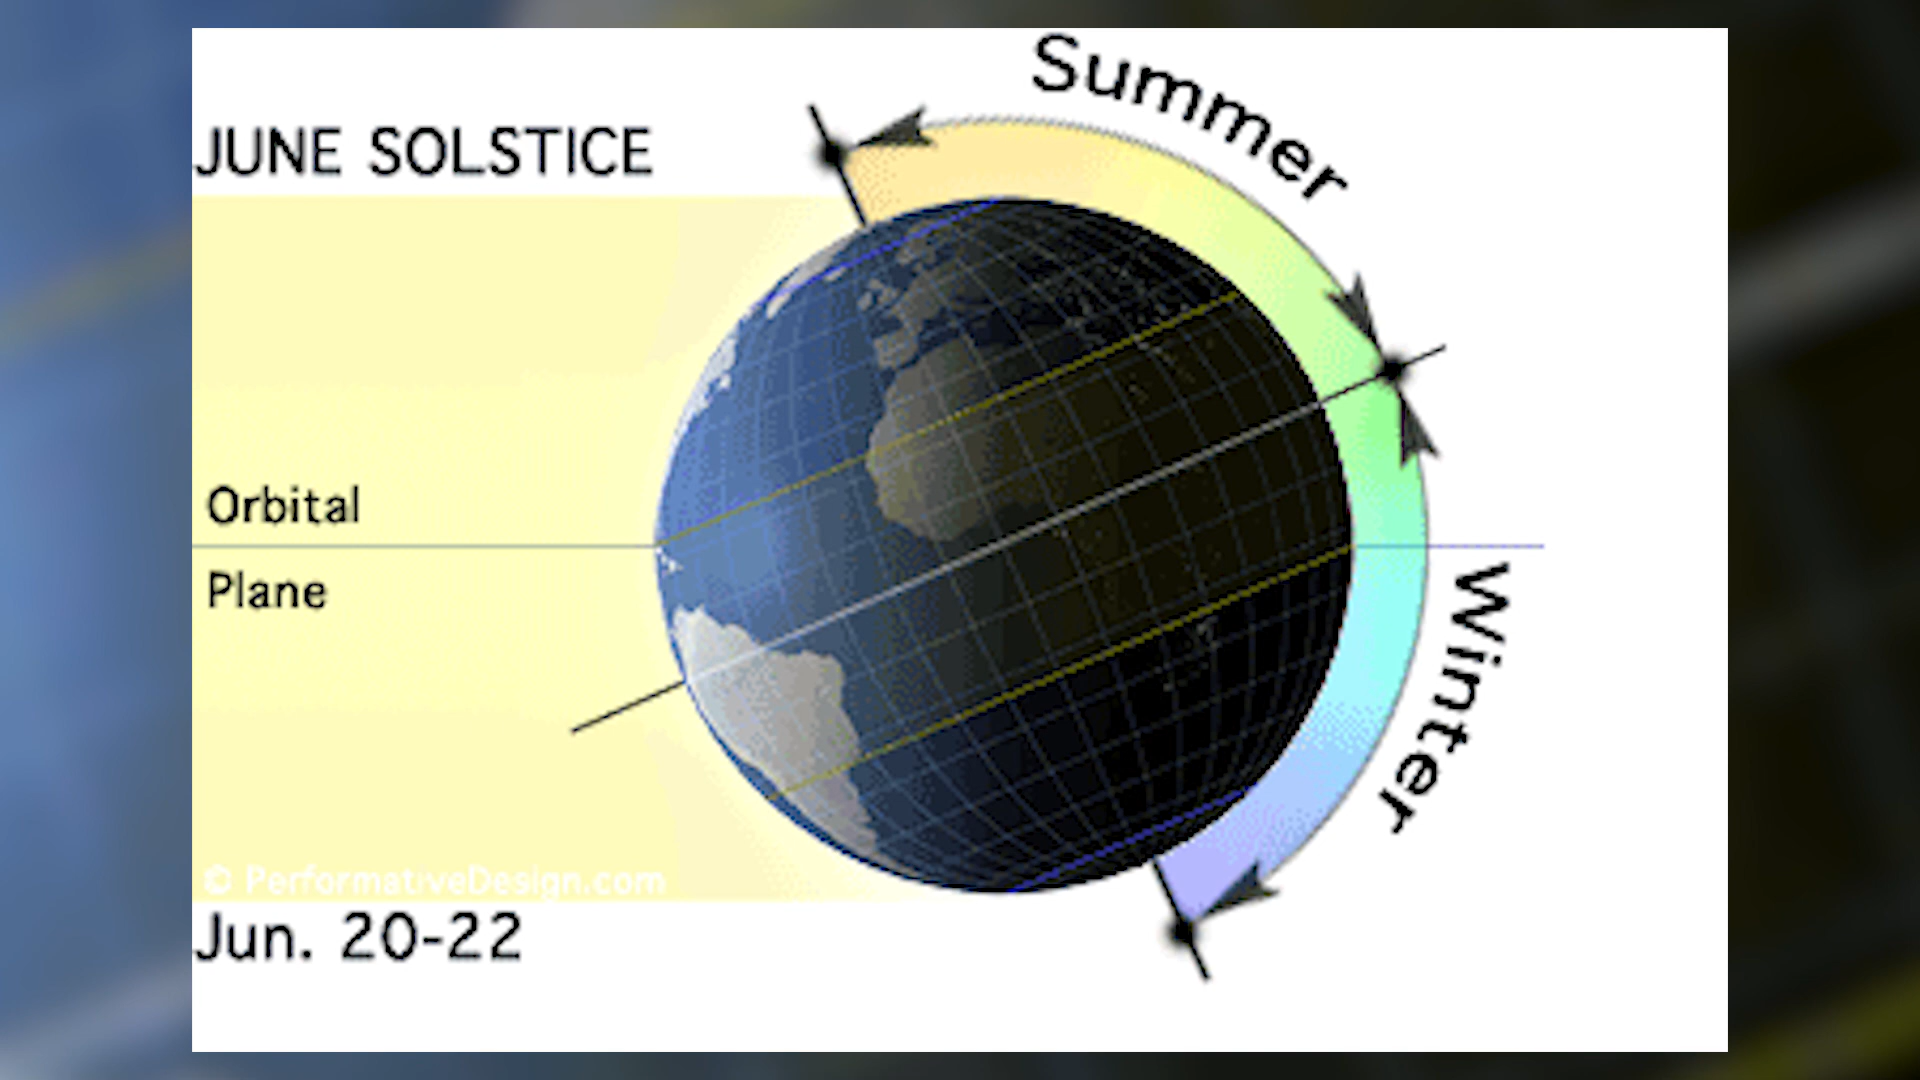 JUNE SOLSTICE
Summer
Orbital
Plane
Winter
© PerformativeDesign.com
Jun. 20-22